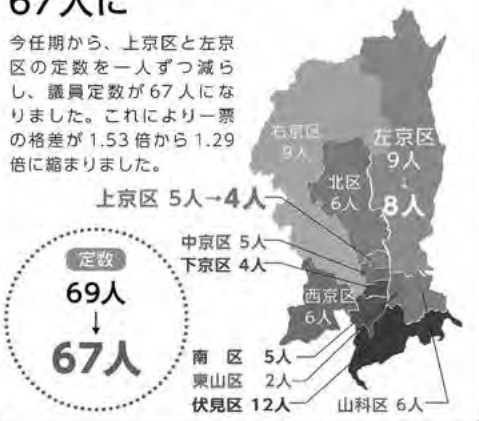 67人に
今任期から、上京区と左京
区の定数を一人ずつ減ら
し、議員定数が67人にな
りました。これにより一票
の格差が1.53倍から1.29
倍に縮まりました。
右京区
9人
左京区
9人
↓
8人
北区
6人
上京区 5人→4人
中京区 5人
下京区 4人
西京区
6人
定数
69人
↓
67人
南 区 5人
東山区 2人
伏見区 12人
山科区 6人